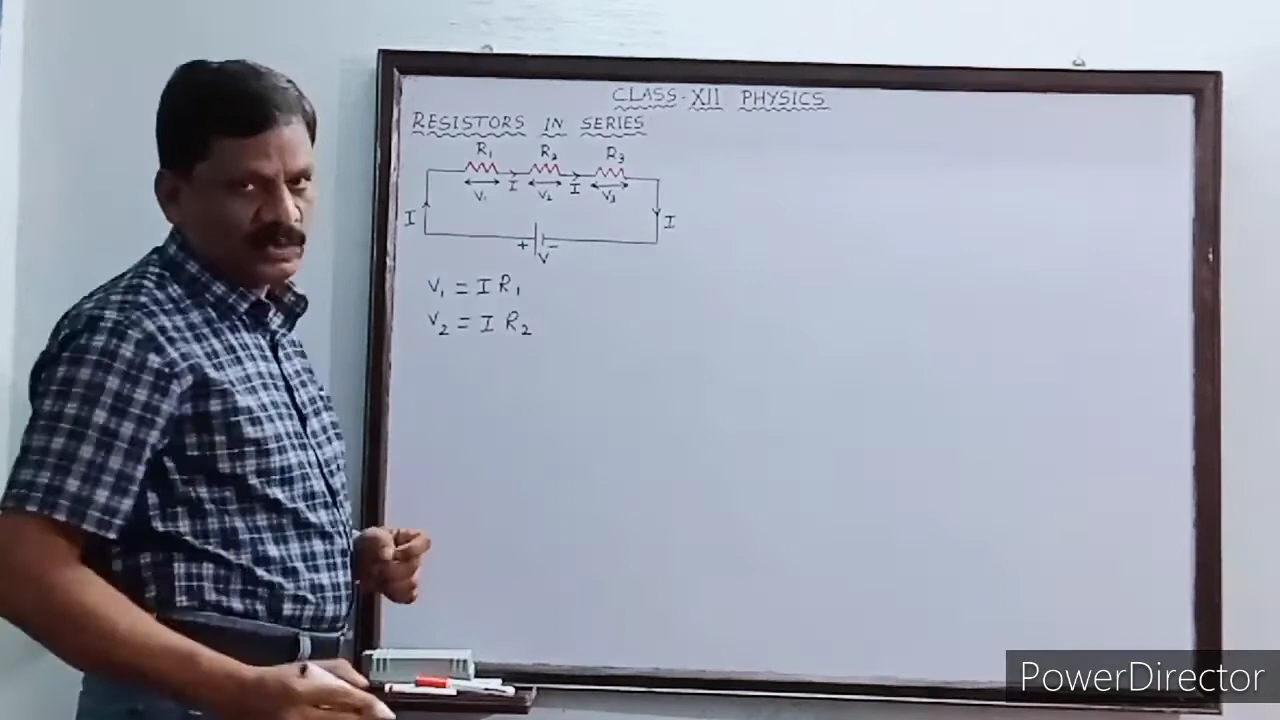 CLASS-XII PHYSICS
RESISTORS IN SERIES
R₁ R₂ R₃
I I
V₁ V₂ V₃
I I
+ −
V
V₁ = I R₁
V₂ = I R₂
PowerDirector